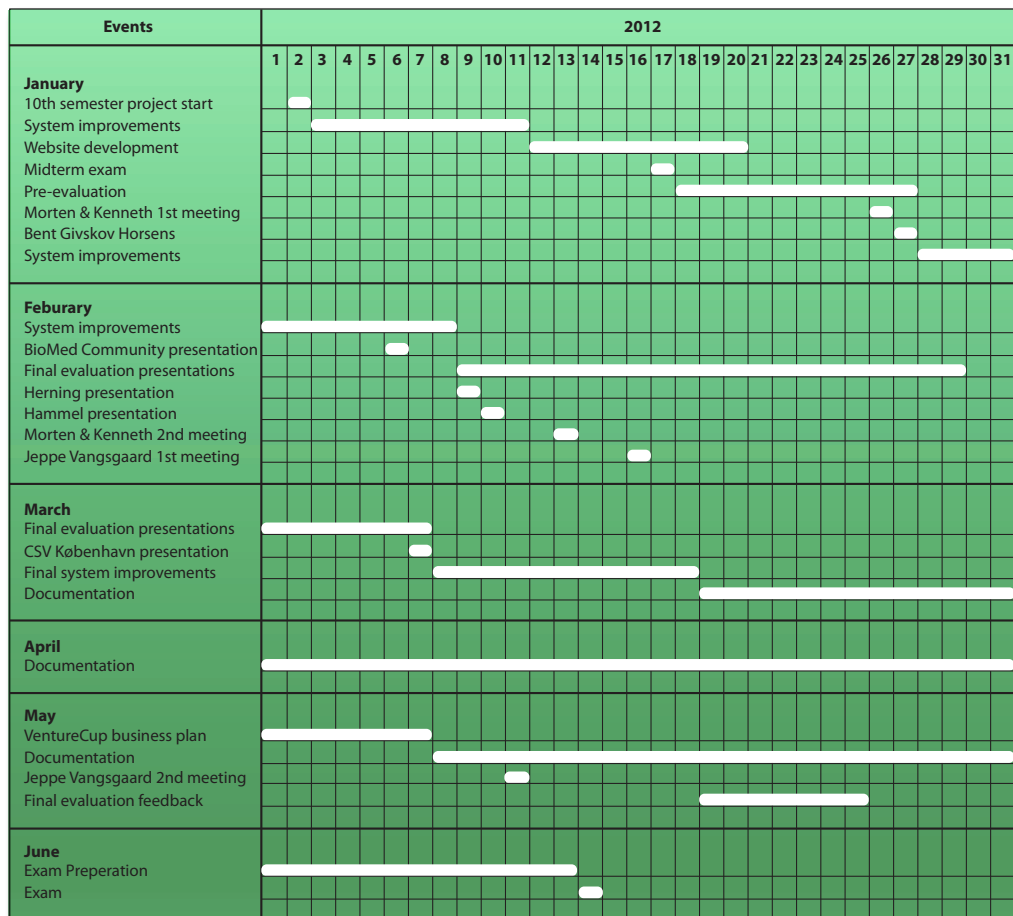 Events 2012
1 2 3 4 5 6 7 8 9 10 11 12 13 14 15 16 17 18 19 20 21 22 23 24 25 26 27 28 29 30 31
January
10th semester project start
System improvements
Website development
Midterm exam
Pre-evaluation
Morten & Kenneth 1st meeting
Bent Givskov Horsens
System improvements
Feburary
System improvements
BioMed Community presentation
Final evaluation presentations
Herning presentation
Hammel presentation
Morten & Kenneth 2nd meeting
Jeppe Vangsgaard 1st meeting
March
Final evaluation presentations
CSV København presentation
Final system improvements
Documentation
April
Documentation
May
VentureCup business plan
Documentation
Jeppe Vangsgaard 2nd meeting
Final evaluation feedback
June
Exam Preperation
Exam